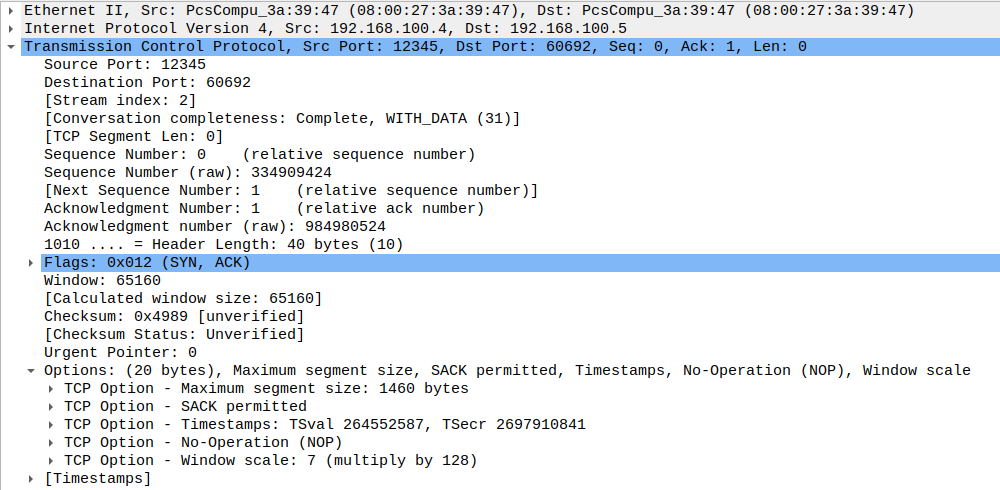 Ethernet II, Src: PcsCompu_3a:39:47 (08:00:27:3a:39:47), Dst: PcsCompu_3a:39:47 (08:00:27:3a:39:47)
Internet Protocol Version 4, Src: 192.168.100.4, Dst: 192.168.100.5
Transmission Control Protocol, Src Port: 12345, Dst Port: 60692, Seq: 0, Ack: 1, Len: 0
Source Port: 12345
Destination Port: 60692
[Stream index: 2]
[Conversation completeness: Complete, WITH_DATA (31)]
[TCP Segment Len: 0]
Sequence Number: 0    (relative sequence number)
Sequence Number (raw): 334909424
[Next Sequence Number: 1    (relative sequence number)]
Acknowledgment Number: 1    (relative ack number)
Acknowledgment number (raw): 984980524
1010 .... = Header Length: 40 bytes (10)
Flags: 0x012 (SYN, ACK)
Window: 65160
[Calculated window size: 65160]
Checksum: 0x4989 [unverified]
[Checksum Status: Unverified]
Urgent Pointer: 0
Options: (20 bytes), Maximum segment size, SACK permitted, Timestamps, No-Operation (NOP), Window scale
TCP Option - Maximum segment size: 1460 bytes
TCP Option - SACK permitted
TCP Option - Timestamps: TSval 264552587, TSecr 2697910841
TCP Option - No-Operation (NOP)
TCP Option - Window scale: 7 (multiply by 128)
[Timestamps]